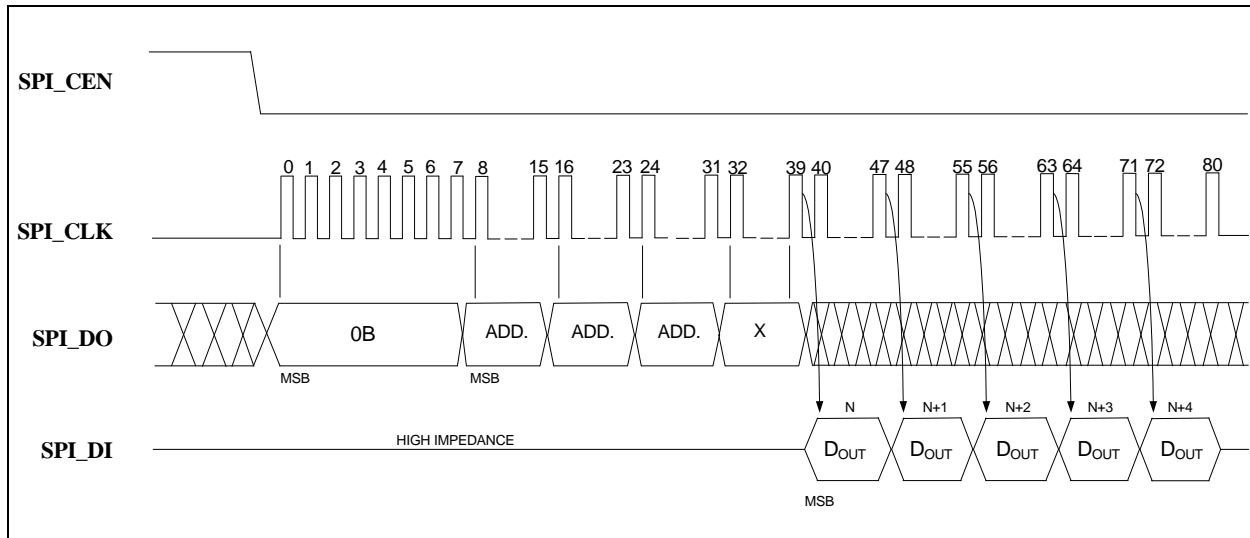 SPI_CEN
0 1 2 3 4 5 6 7 8 15 16 23 24 31 32 39 40 47 48 55 56 63 64 71 72 80
SPI_CLK
SPI_DO
0B ADD. ADD. ADD. X
MSB MSB
N N+1 N+2 N+3 N+4
HIGH IMPEDANCE
SPI_DI
DOUT DOUT DOUT DOUT DOUT
MSB